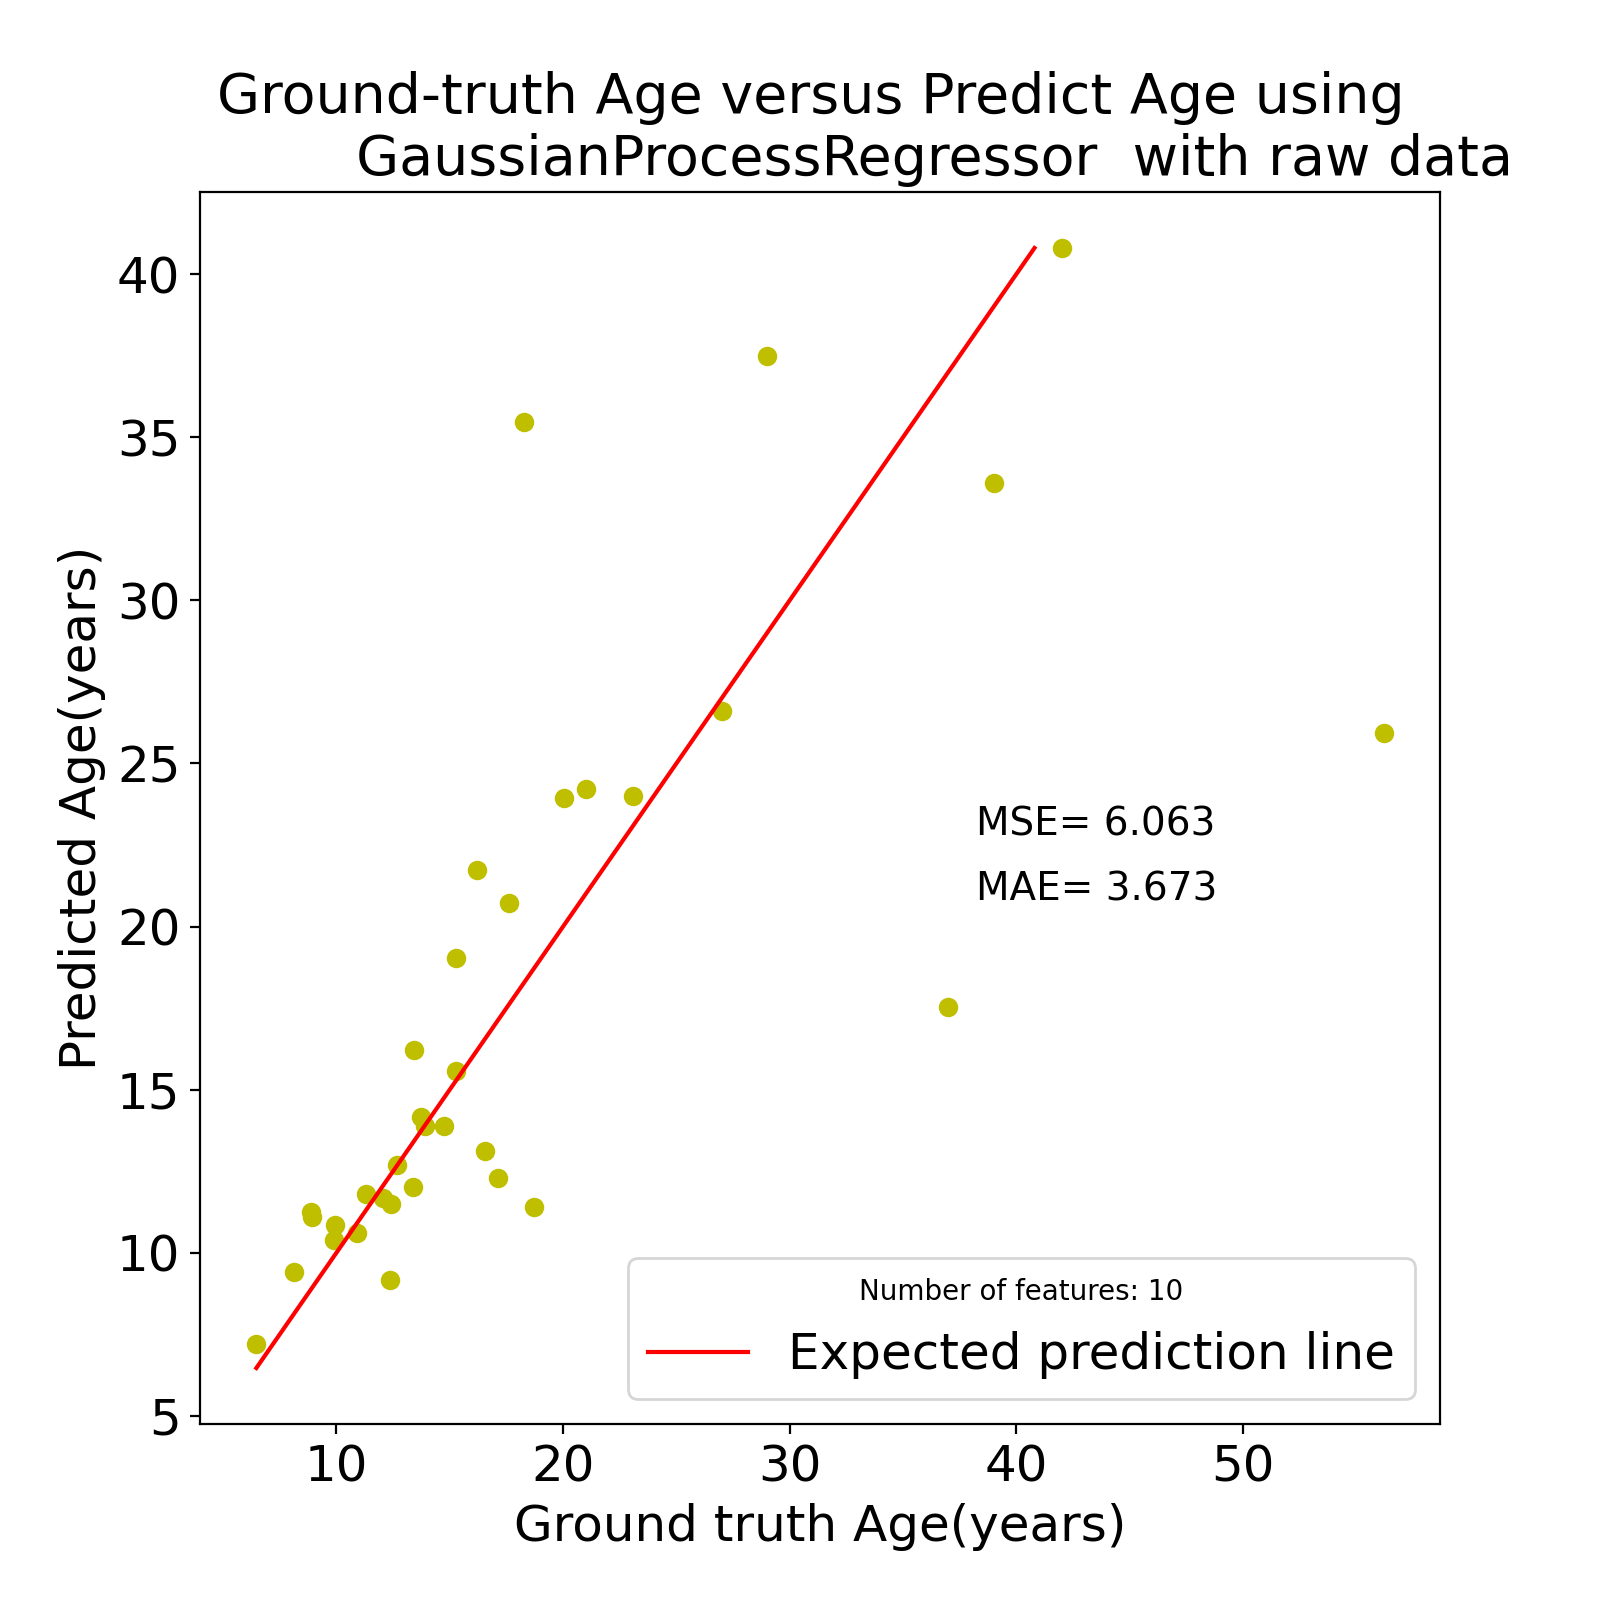 Ground-truth Age versus Predict Age using
GaussianProcessRegressor  with raw data
40
35
30
25
20
15
10
5
Predicted Age(years)
MSE= 6.063
MAE= 3.673
Number of features: 10
Expected prediction line
10 20 30 40 50
Ground truth Age(years)